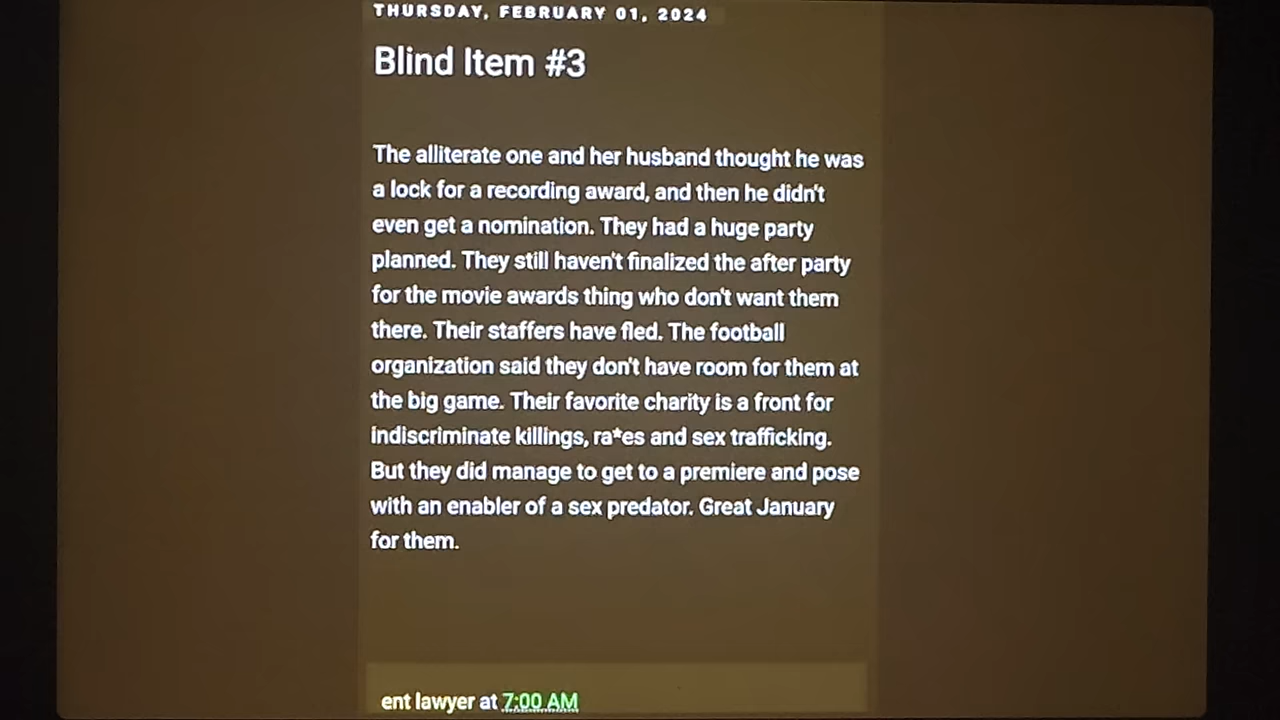 THURSDAY, FEBRUARY 01, 2024
Blind Item #3
The alliterate one and her husband thought he was
a lock for a recording award, and then he didn't
even get a nomination. They had a huge party
planned. They still haven't finalized the after party
for the movie awards thing who don't want them
there. Their staffers have fled. The football
organization said they don't have room for them at
the big game. Their favorite charity is a front for
indiscriminate killings, ra*es and sex trafficking.
But they did manage to get to a premiere and pose
with an enabler of a sex predator. Great January
for them.
ent lawyer at 7:00 AM